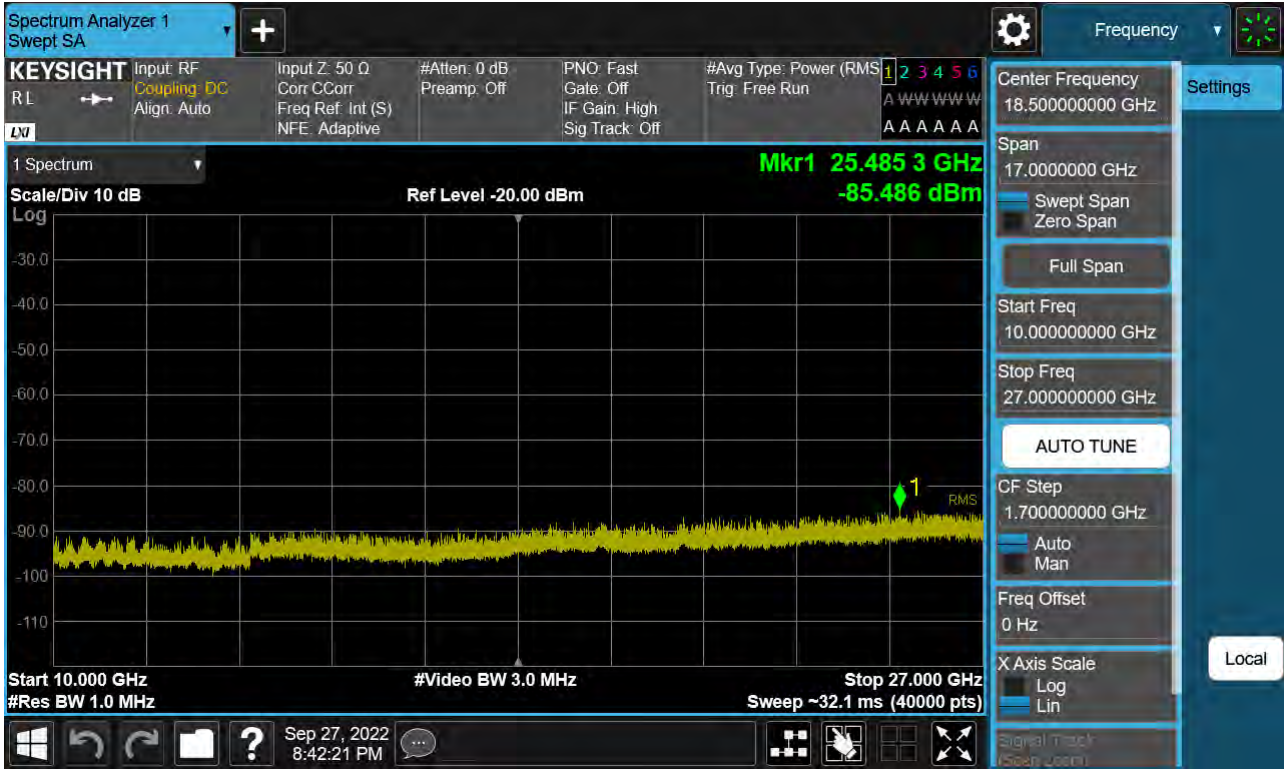 Spectrum Analyzer 1
Swept SA
+
Frequency
KEYSIGHT
R L
LXI
Input: RF
Coupling: DC
Align: Auto
Input Z: 50 Ω
Corr CCorr
Freq Ref: Int (S)
NFE: Adaptive
#Atten: 0 dB
Preamp: Off
PNO: Fast
Gate: Off
IF Gain: High
Sig Track: Off
#Avg Type: Power (RMS
Trig: Free Run
1 2 3 4 5 6
A W W W W W
A A A A A A
1 Spectrum
Mkr1 25.485 3 GHz
Scale/Div 10 dB
Ref Level -20.00 dBm
-85.486 dBm
Log
-30.0
-40.0
-50.0
-60.0
-70.0
-80.0
-90.0
-100
-110
1
RMS
Start 10.000 GHz
#Video BW 3.0 MHz
Stop 27.000 GHz
#Res BW 1.0 MHz
Sweep ~32.1 ms (40000 pts)
Center Frequency
18.500000000 GHz
Span
17.0000000 GHz
Swept Span
Zero Span
Full Span
Start Freq
10.000000000 GHz
Stop Freq
27.000000000 GHz
AUTO TUNE
CF Step
1.700000000 GHz
Auto
Man
Freq Offset
0 Hz
X Axis Scale
Log
Lin
Signal Track
(Span Zoom)
Settings
Local
?
Sep 27, 2022
8:42:21 PM